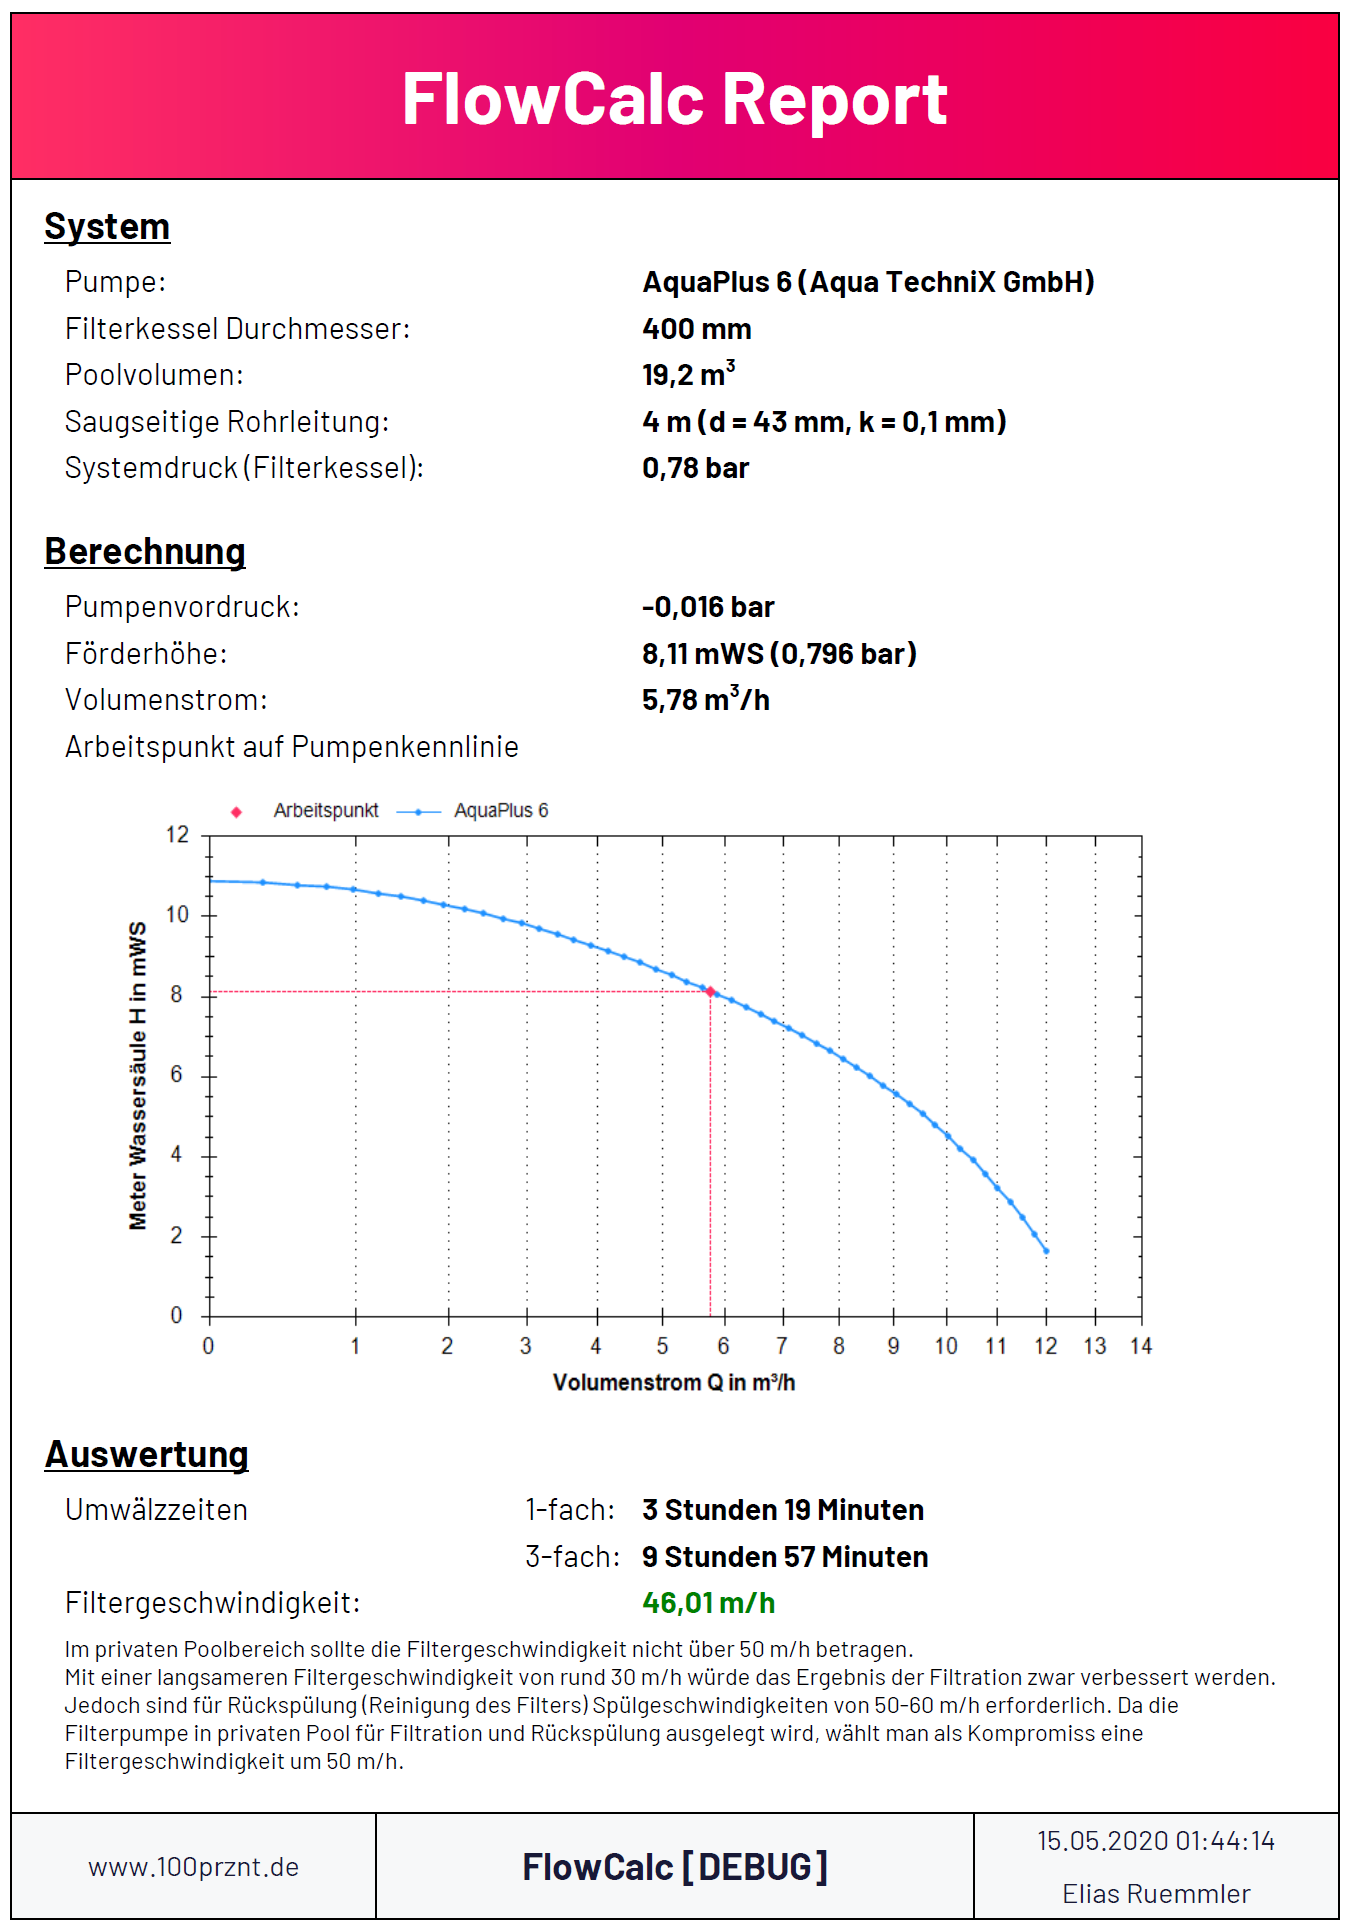 FlowCalc Report
System
Pumpe: AquaPlus 6 (Aqua TechniX GmbH)
Filterkessel Durchmesser: 400 mm
Poolvolumen: 19,2 m³
Saugseitige Rohrleitung: 4 m (d = 43 mm, k = 0,1 mm)
Systemdruck (Filterkessel): 0,78 bar
Berechnung
Pumpenvordruck: -0,016 bar
Förderhöhe: 8,11 mWS (0,796 bar)
Volumenstrom: 5,78 m³/h
Arbeitspunkt auf Pumpenkennlinie
Arbeitspunkt AquaPlus 6
12
10
8
6
4
2
0
Meter Wassersäule H in mWS
0 1 2 3 4 5 6 7 8 9 10 11 12 13 14
Volumenstrom Q in m³/h
Auswertung
Umwälzzeiten 1-fach: 3 Stunden 19 Minuten
3-fach: 9 Stunden 57 Minuten
Filtergeschwindigkeit: 46,01 m/h
Im privaten Poolbereich sollte die Filtergeschwindigkeit nicht über 50 m/h betragen.
Mit einer langsameren Filtergeschwindigkeit von rund 30 m/h würde das Ergebnis der Filtration zwar verbessert werden.
Jedoch sind für Rückspülung (Reinigung des Filters) Spülgeschwindigkeiten von 50-60 m/h erforderlich. Da die
Filterpumpe in privaten Pool für Filtration und Rückspülung ausgelegt wird, wählt man als Kompromiss eine
Filtergeschwindigkeit um 50 m/h.
www.100prznt.de
FlowCalc [DEBUG]
15.05.2020 01:44:14
Elias Ruemmler